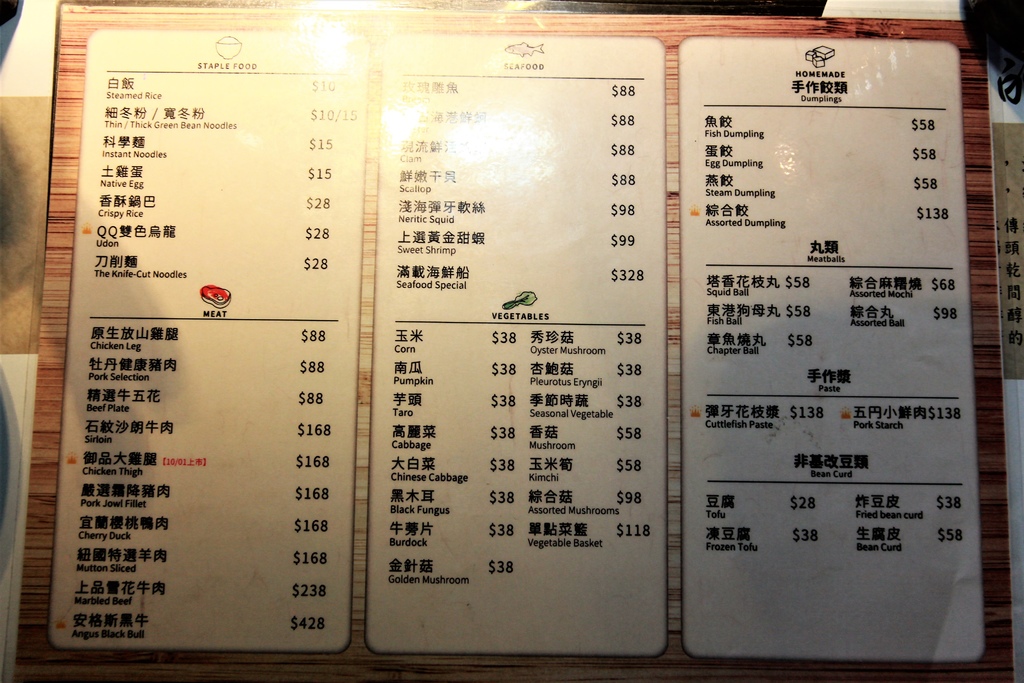 STAPLE FOOD
白飯 $10
Steamed Rice
細冬粉 / 寬冬粉 $10/15
Thin / Thick Green Bean Noodles
科學麵 $15
Instant Noodles
土雞蛋 $15
Native Egg
香酥鍋巴 $28
Crispy Rice
QQ雙色烏龍 $28
Udon
刀削麵 $28
The Knife-Cut Noodles
MEAT
原生放山雞腿 $88
Chicken Leg
牡丹健康豬肉 $88
Pork Selection
精選牛五花 $88
Beef Plate
石紋沙朗牛肉 $168
Sirloin
御品大雞腿【10/01上市】 $168
Chicken Thigh
嚴選霜降豬肉 $168
Pork Jowl Fillet
宜蘭櫻桃鴨肉 $168
Cherry Duck
紐國特選羊肉 $168
Mutton Sliced
上品雪花牛肉 $238
Marbled Beef
安格斯黑牛 $428
Angus Black Bull
SEAFOOD
玫瑰鵰魚 $88
$88
現流鮮 $88
Clam
鮮嫩干貝 $88
Scallop
淺海彈牙軟絲 $98
Neritic Squid
上選黃金甜蝦 $99
Sweet Shrimp
滿載海鮮船 $328
Seafood Special
VEGETABLES
玉米 $38 秀珍菇 $38
Corn Oyster Mushroom
南瓜 $38 杏鮑菇 $38
Pumpkin Pleurotus Eryngii
芋頭 $38 季節時蔬 $38
Taro Seasonal Vegetable
高麗菜 $38 香菇 $58
Cabbage Mushroom
大白菜 $38 玉米筍 $58
Chinese Cabbage Kimchi
黑木耳 $38 綜合菇 $98
Black Fungus Assorted Mushrooms
牛蒡片 $38 單點菜籃 $118
Burdock Vegetable Basket
金針菇 $38
Golden Mushroom
HOMEMADE
手作餃類
Dumplings
魚餃 $58
Fish Dumpling
蛋餃 $58
Egg Dumpling
燕餃 $58
Steam Dumpling
綜合餃 $138
Assorted Dumpling
丸類
Meatballs
塔香花枝丸 $58 綜合麻糬燒 $68
Squid Ball Assorted Mochi
東港狗母丸 $58 綜合丸 $98
Fish Ball Assorted Ball
章魚燒丸 $58
Chapter Ball
手作漿
Paste
彈牙花枝漿 $138 五円小鮮肉 $138
Cuttlefish Paste Pork Starch
非基改豆類
Bean Curd
豆腐 $28 炸豆皮 $38
Tofu Fried bean curd
凍豆腐 $38 生腐皮 $58
Frozen Tofu Bean Curd
傳
頭
乾
間
醇
的